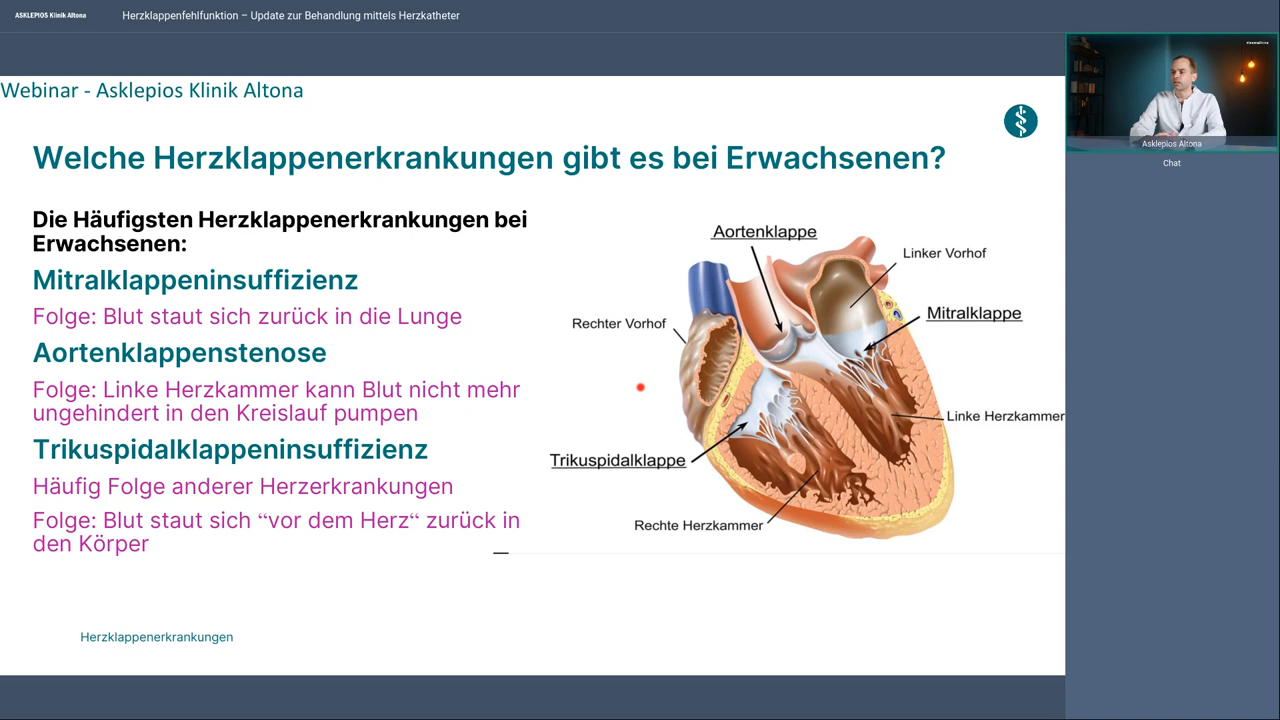 ASKLEPIOS Klinik Altona
Herzklappenfehlfunktion – Update zur Behandlung mittels Herzkatheter
Webinar - Asklepios Klinik Altona
Welche Herzklappenerkrankungen gibt es bei Erwachsenen?
Die Häufigsten Herzklappenerkrankungen bei
Erwachsenen:
Mitralklappeninsuffizienz
Folge: Blut staut sich zurück in die Lunge
Aortenklappenstenose
Folge: Linke Herzkammer kann Blut nicht mehr
ungehindert in den Kreislauf pumpen
Trikuspidalklappeninsuffizienz
Häufig Folge anderer Herzerkrankungen
Folge: Blut staut sich “vor dem Herz“ zurück in
den Körper
Aortenklappe
Linker Vorhof
Mitralklappe
Rechter Vorhof
Linke Herzkammer
Trikuspidalklappe
Rechte Herzkammer
Herzklappenerkrankungen
Asklepios Altona
Chat